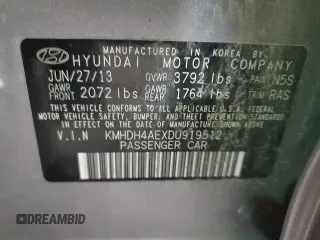 MANUFACTURED IN KOREA BY
HYUNDAI MOTOR COMPANY
JUN/27/13 GVWR 3792 lbs PAINT N5S
GAWR FRONT 2072 lbs GAWR REAR 1764 lbs TRIM RAS
THIS VEHICLE CONFORMS TO ALL APPLICABLE U.S. FEDERAL
MOTOR VEHICLE SAFETY, BUMPER, AND THEFT PREVENTION
STANDARDS IN EFFECT ON THE DATE OF MANUFACTURE
SHOWN ABOVE.
V.I.N KMHDH4AEXDU919512
PASSENGER CAR
DREAMBID